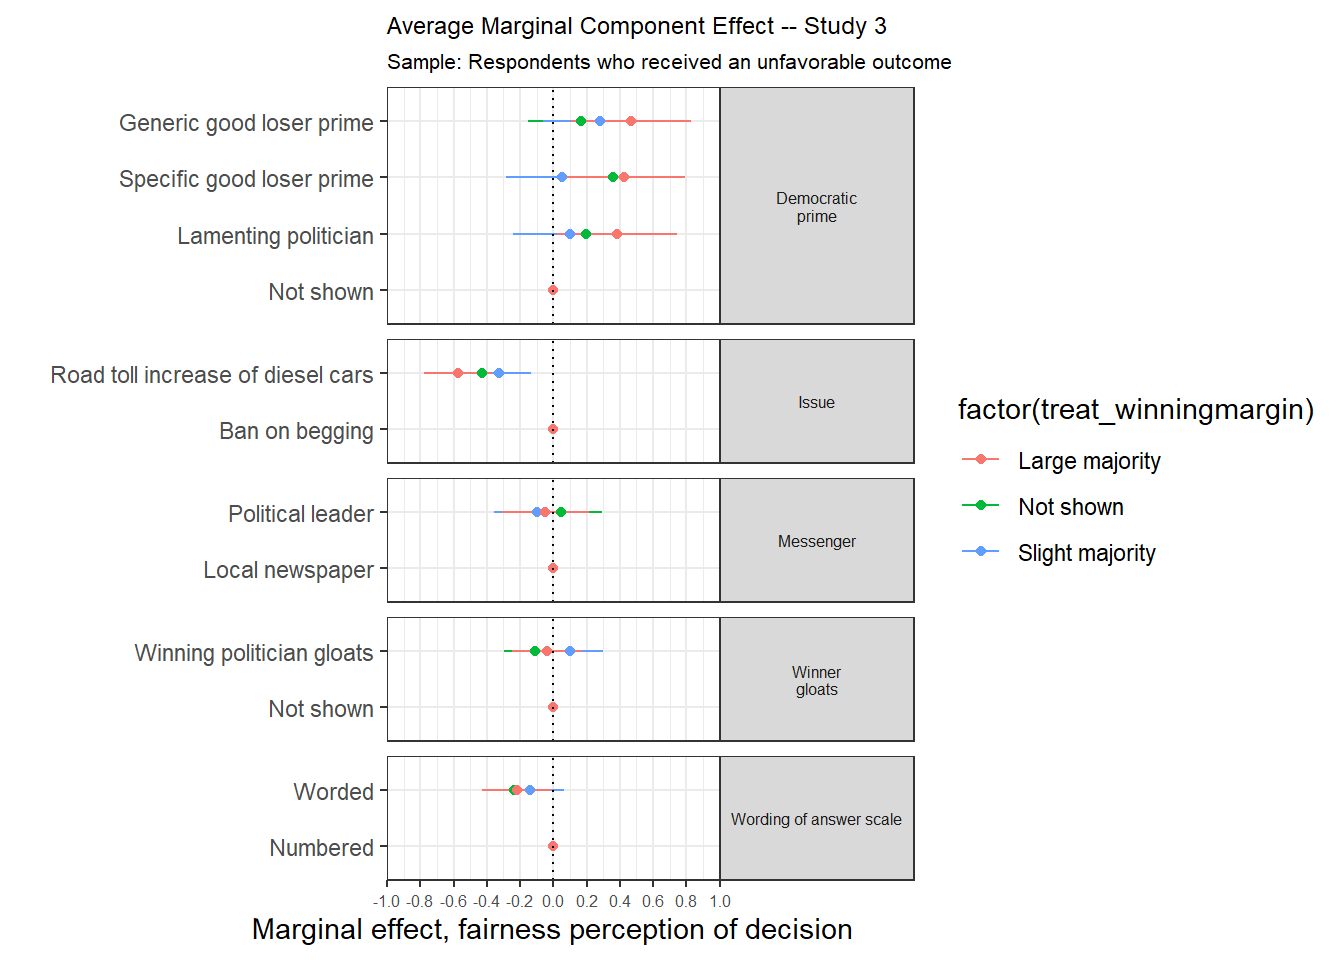 Average Marginal Component Effect -- Study 3
Sample: Respondents who received an unfavorable outcome
Generic good loser prime
Specific good loser prime
Lamenting politician
Not shown
Democratic
prime
Road toll increase of diesel cars
Ban on begging
Issue
Political leader
Local newspaper
Messenger
Winning politician gloats
Not shown
Winner
gloats
Worded
Numbered
Wording of answer scale
-1.0 -0.8 -0.6 -0.4 -0.2 0.0 0.2 0.4 0.6 0.8 1.0
Marginal effect, fairness perception of decision
factor(treat_winningmargin)
Large majority
Not shown
Slight majority